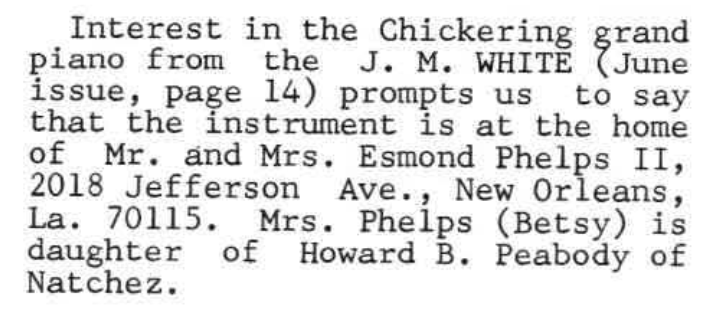 Interest in the Chickering grand
piano from the J. M. WHITE (June
issue, page 14) prompts us to say
that the instrument is at the home
of Mr. and Mrs. Esmond Phelps II,
2018 Jefferson Ave., New Orleans,
La. 70115. Mrs. Phelps (Betsy) is
daughter of Howard B. Peabody of
Natchez.